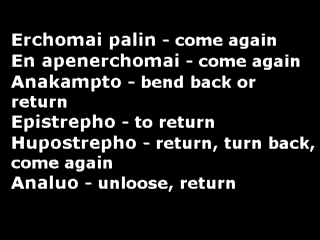 Erchomai palin - come again
En apenerchomai - come again
Anakampto - bend back or
return
Epistrepho - to return
Hupostrepho - return, turn back,
come again
Analuo - unloose, return